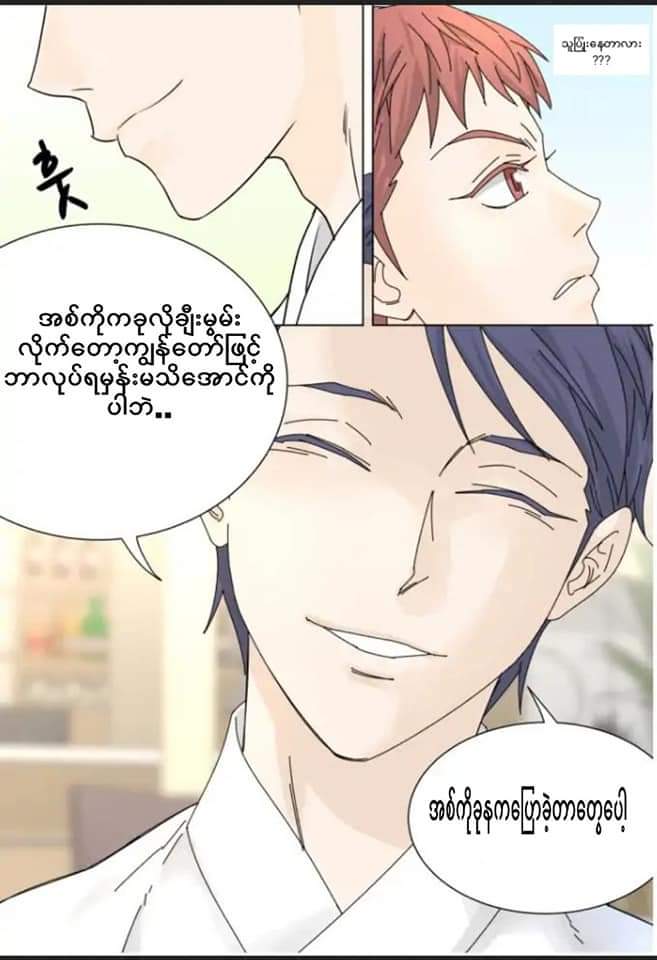 သူပြုံးနေတာလား
???
အစ်ကိုကခုလိုချီးမွမ်း
လိုက်တော့ကျွန်တော်ဖြင့်
ဘာလုပ်ရမှန်းမသိအောင်ကို
ပါဘဲ..
အစ်ကိုခုနကပြောခဲ့တာတွေပေါ့